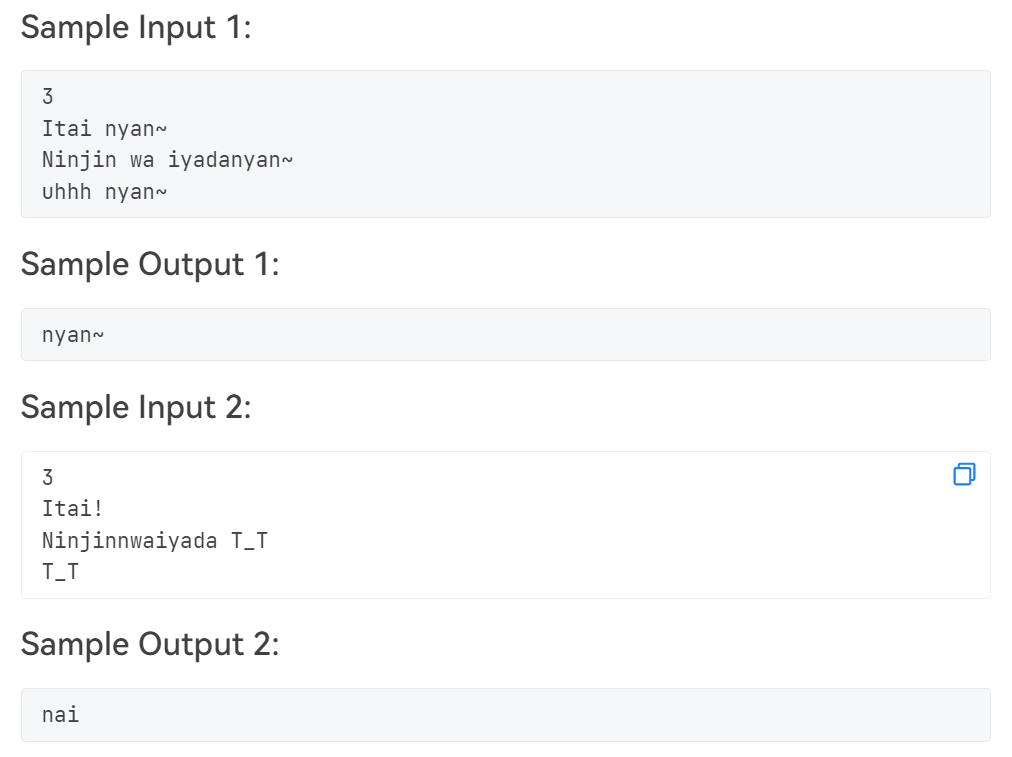 Sample Input 1:
3
Itai nyan~
Ninjin wa iyadanyan~
uhhh nyan~
Sample Output 1:
nyan~
Sample Input 2:
3
Itai!
Ninjinnwaiyada T_T
T_T
Sample Output 2:
nai